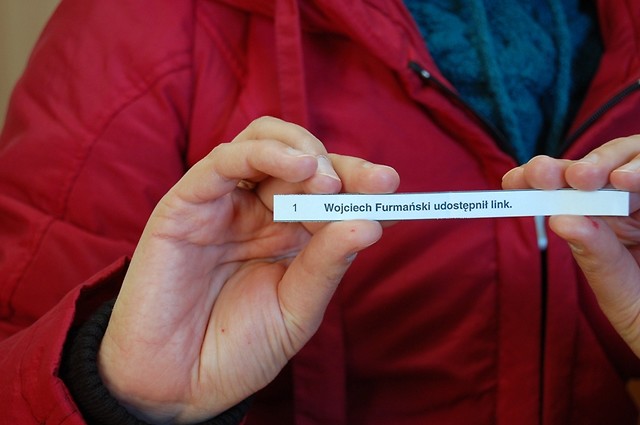 1 Wojciech Furmański udostępnił link.